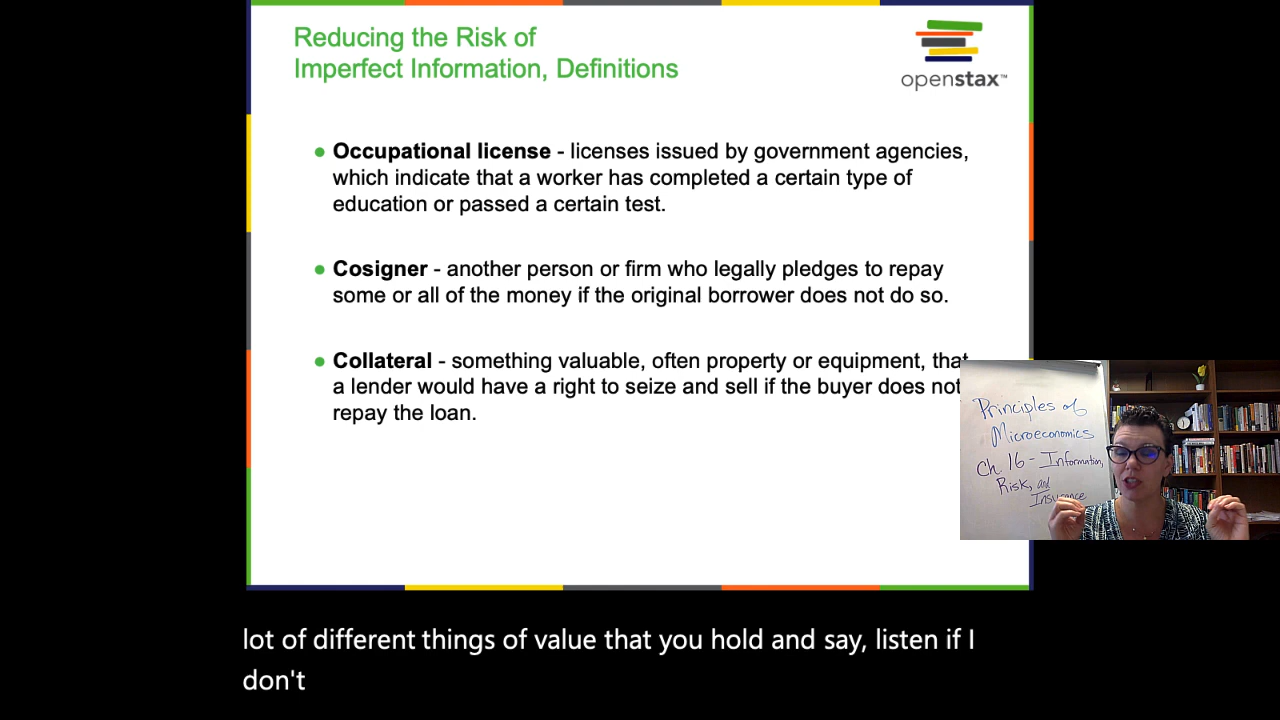 Reducing the Risk of
Imperfect Information, Definitions
openstax™
● Occupational license - licenses issued by government agencies,
which indicate that a worker has completed a certain type of
education or passed a certain test.
● Cosigner - another person or firm who legally pledges to repay
some or all of the money if the original borrower does not do so.
● Collateral - something valuable, often property or equipment, that
a lender would have a right to seize and sell if the buyer does not
repay the loan.
Principles of
Microeconomics
Ch. 16 - Information,
Risk, and
Insurance
lot of different things of value that you hold and say, listen if I
don't